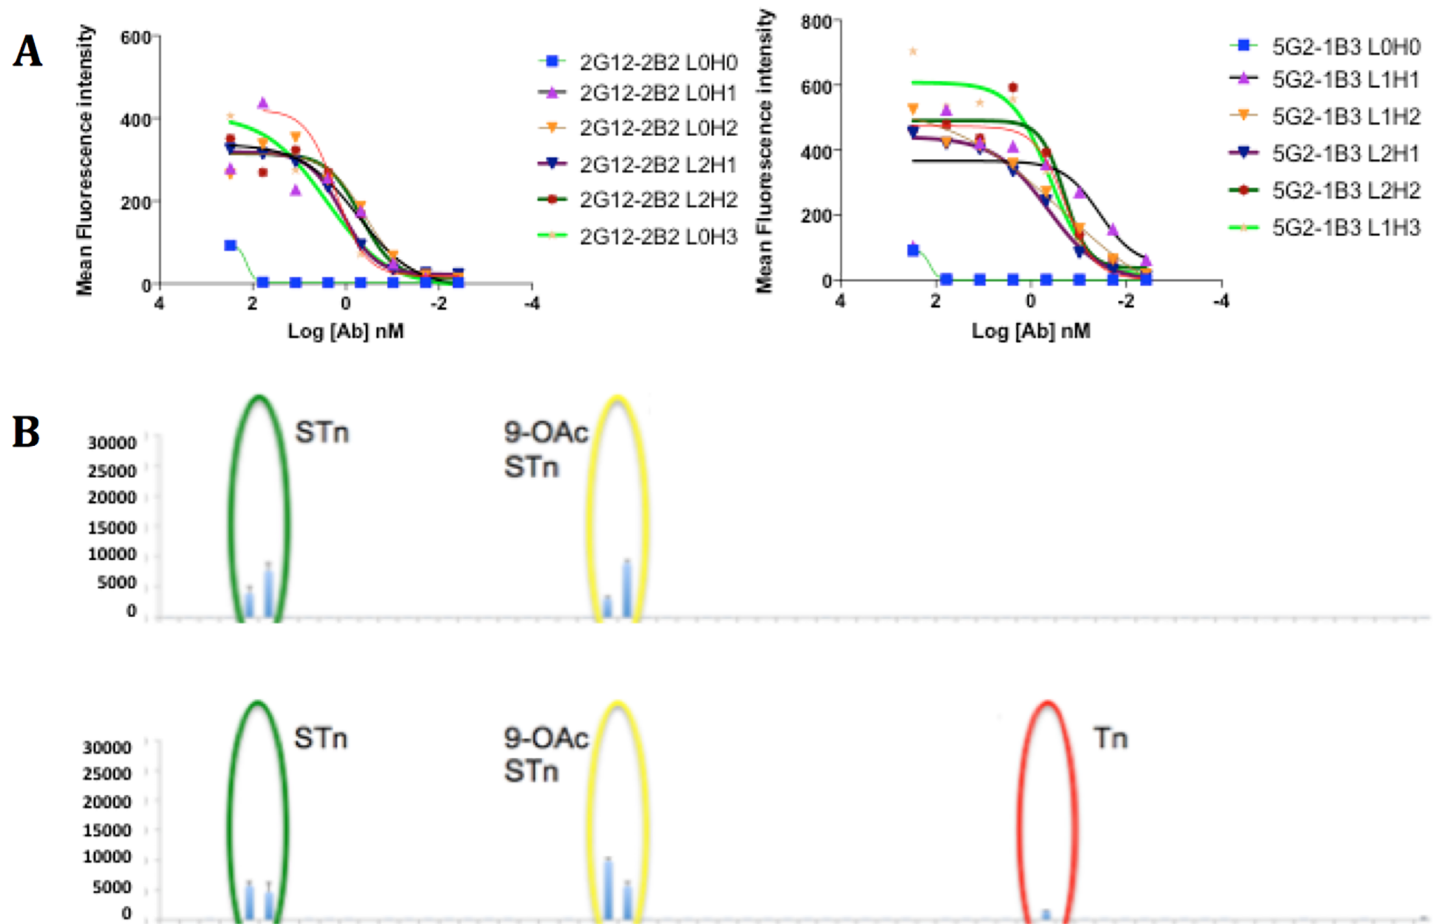 A
Mean Fluorescence intensity
600
400
200
0
4
2
0
-2
-4
Log [Ab] nM
2G12-2B2 L0H0
2G12-2B2 L0H1
2G12-2B2 L0H2
2G12-2B2 L2H1
2G12-2B2 L2H2
2G12-2B2 L0H3
Mean Fluorescence intensity
800
600
400
200
0
4
2
0
-2
-4
Log [Ab] nM
5G2-1B3 L0H0
5G2-1B3 L1H1
5G2-1B3 L1H2
5G2-1B3 L2H1
5G2-1B3 L2H2
5G2-1B3 L1H3
B
30000
25000
20000
15000
10000
5000
0
STn
9-OAc
STn
30000
25000
20000
15000
10000
5000
0
STn
9-OAc
STn
Tn